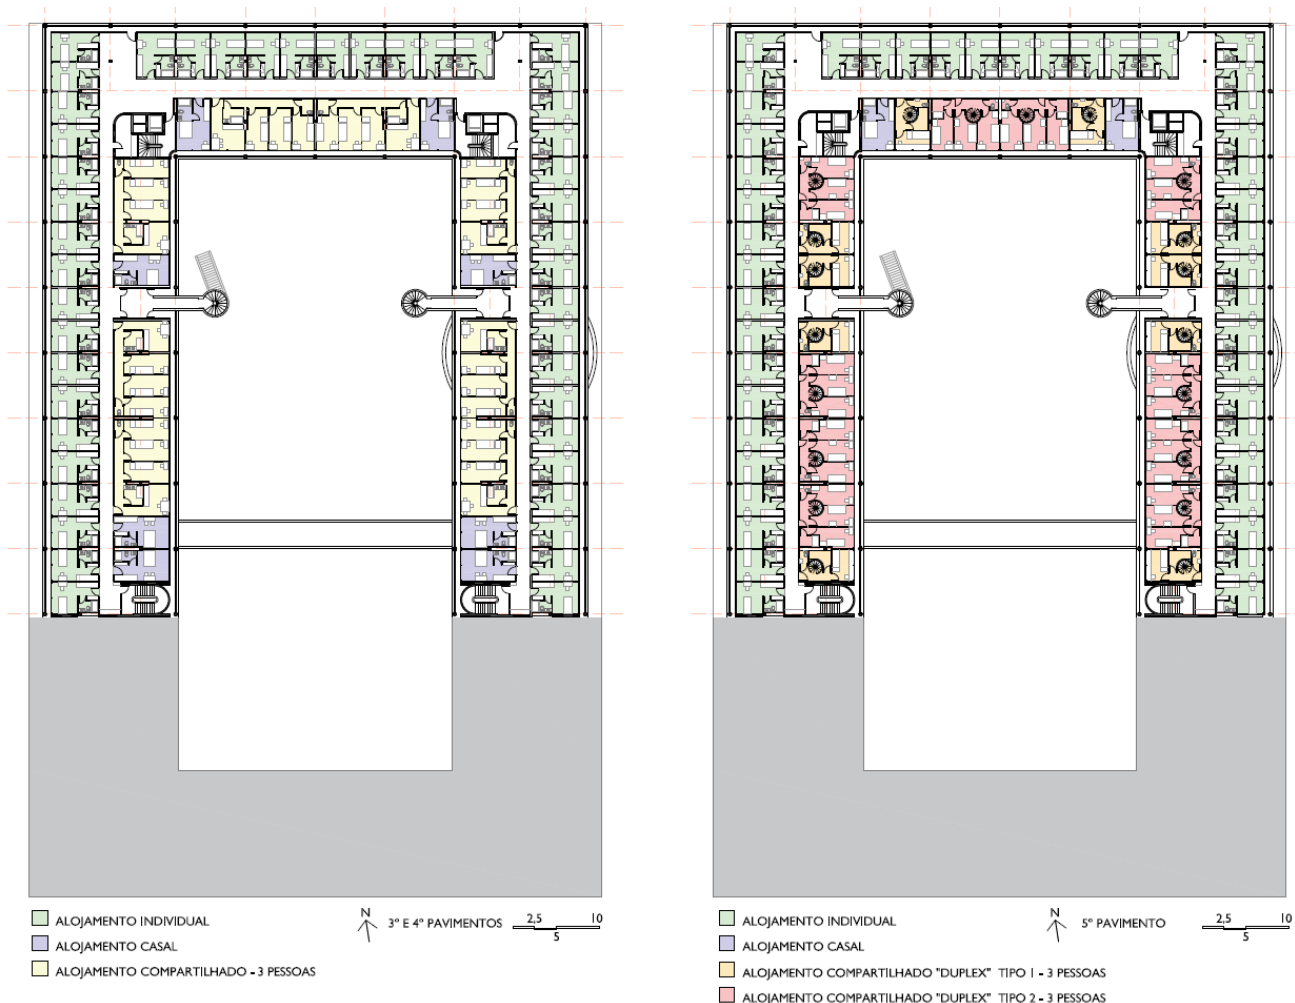 ALOJAMENTO INDIVIDUAL
ALOJAMENTO CASAL
ALOJAMENTO COMPARTILHADO - 3 PESSOAS
N
3º E 4º PAVIMENTOS
2,5 10
5
ALOJAMENTO INDIVIDUAL
ALOJAMENTO CASAL
ALOJAMENTO COMPARTILHADO "DUPLEX" TIPO 1 - 3 PESSOAS
ALOJAMENTO COMPARTILHADO "DUPLEX" TIPO 2 - 3 PESSOAS
N
5º PAVIMENTO
2,5 10
5